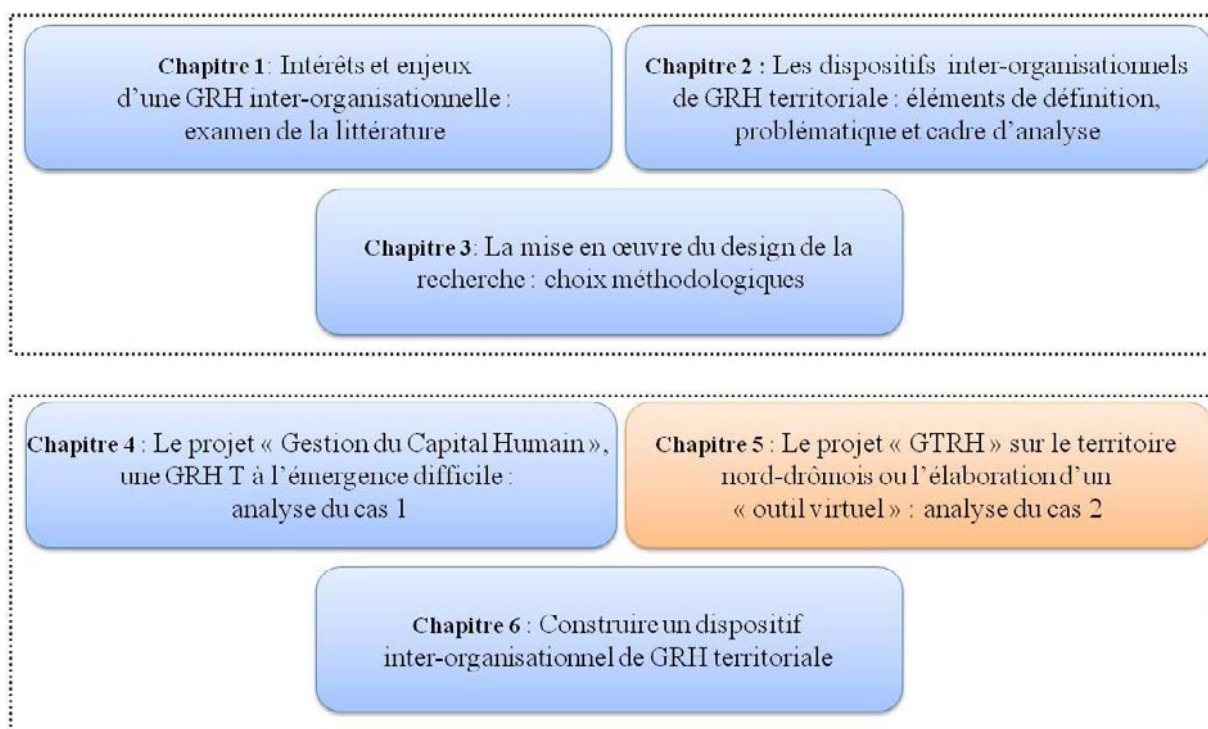 Chapitre 1: Intérêts et enjeux
d’une GRH inter-organisationnelle :
examen de la littérature
Chapitre 2 : Les dispositifs inter-organisationnels
de GRH territoriale : éléments de définition,
problématique et cadre d’analyse
Chapitre 3: La mise en œuvre du design de la
recherche : choix méthodologiques
Chapitre 4 : Le projet « Gestion du Capital Humain »,
une GRH T à l’émergence difficile :
analyse du cas 1
Chapitre 5 : Le projet « GTRH » sur le territoire
nord-drômois ou l’élaboration d’un
« outil virtuel » : analyse du cas 2
Chapitre 6 : Construire un dispositif
inter-organisationnel de GRH territoriale